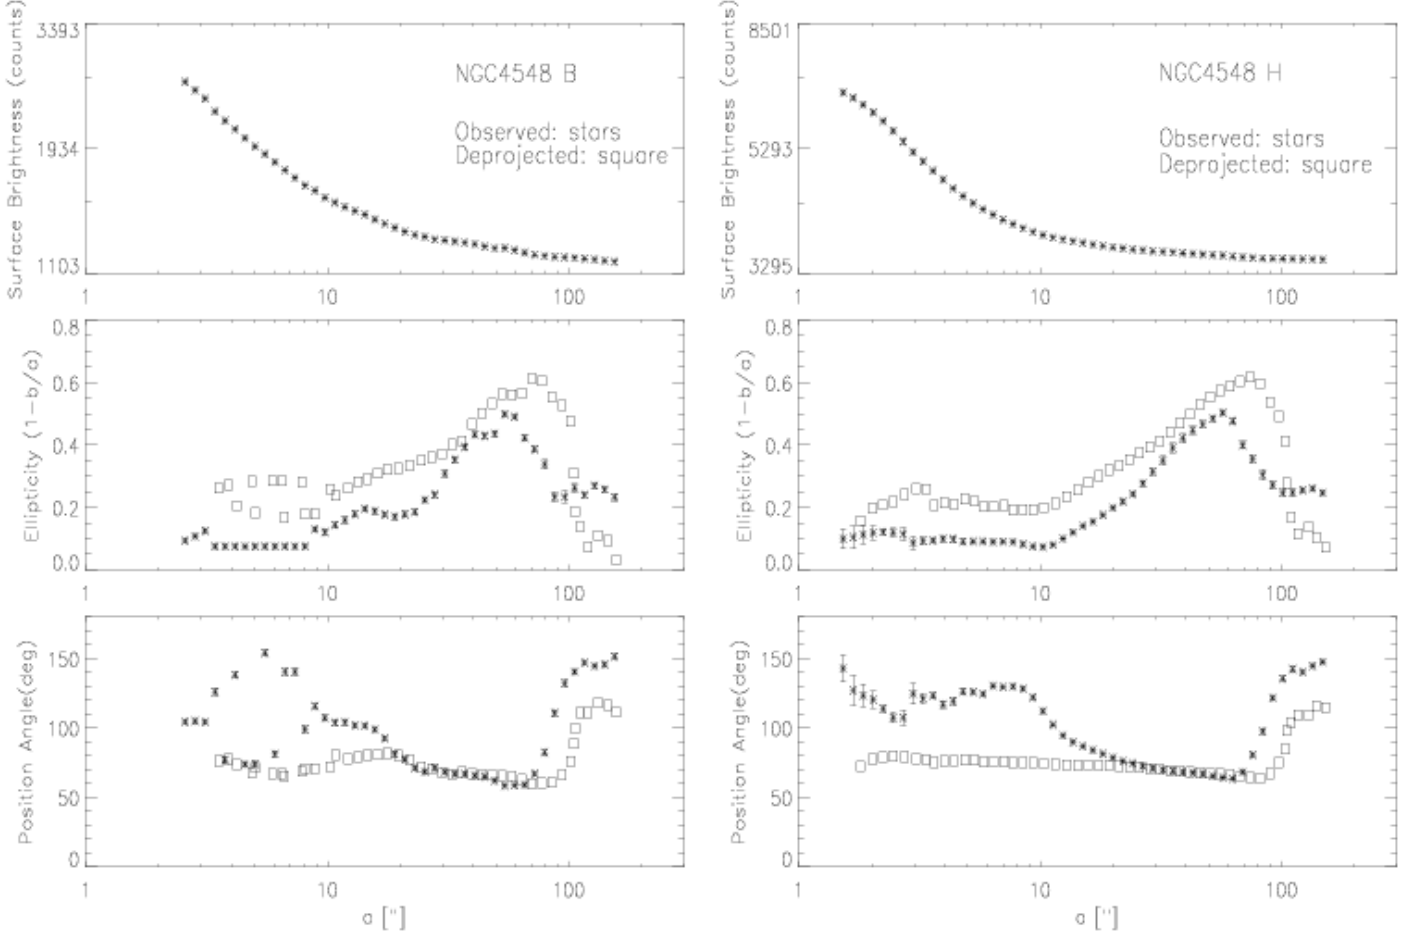 Surface Brightness (counts)
3393
1934
1103
NGC4548 B
Observed: stars
Deprojected: square
1 10 100
Surface Brightness (counts)
8501
5293
3295
NGC4548 H
Observed: stars
Deprojected: square
1 10 100
Ellipticity (1-b/a)
0.8
0.6
0.4
0.2
0.0
1 10 100
Ellipticity (1-b/a)
0.8
0.6
0.4
0.2
0.0
1 10 100
Position Angle(deg)
150
100
50
0
1 10 100
a ["]
Position Angle(deg)
150
100
50
0
1 10 100
a ["]